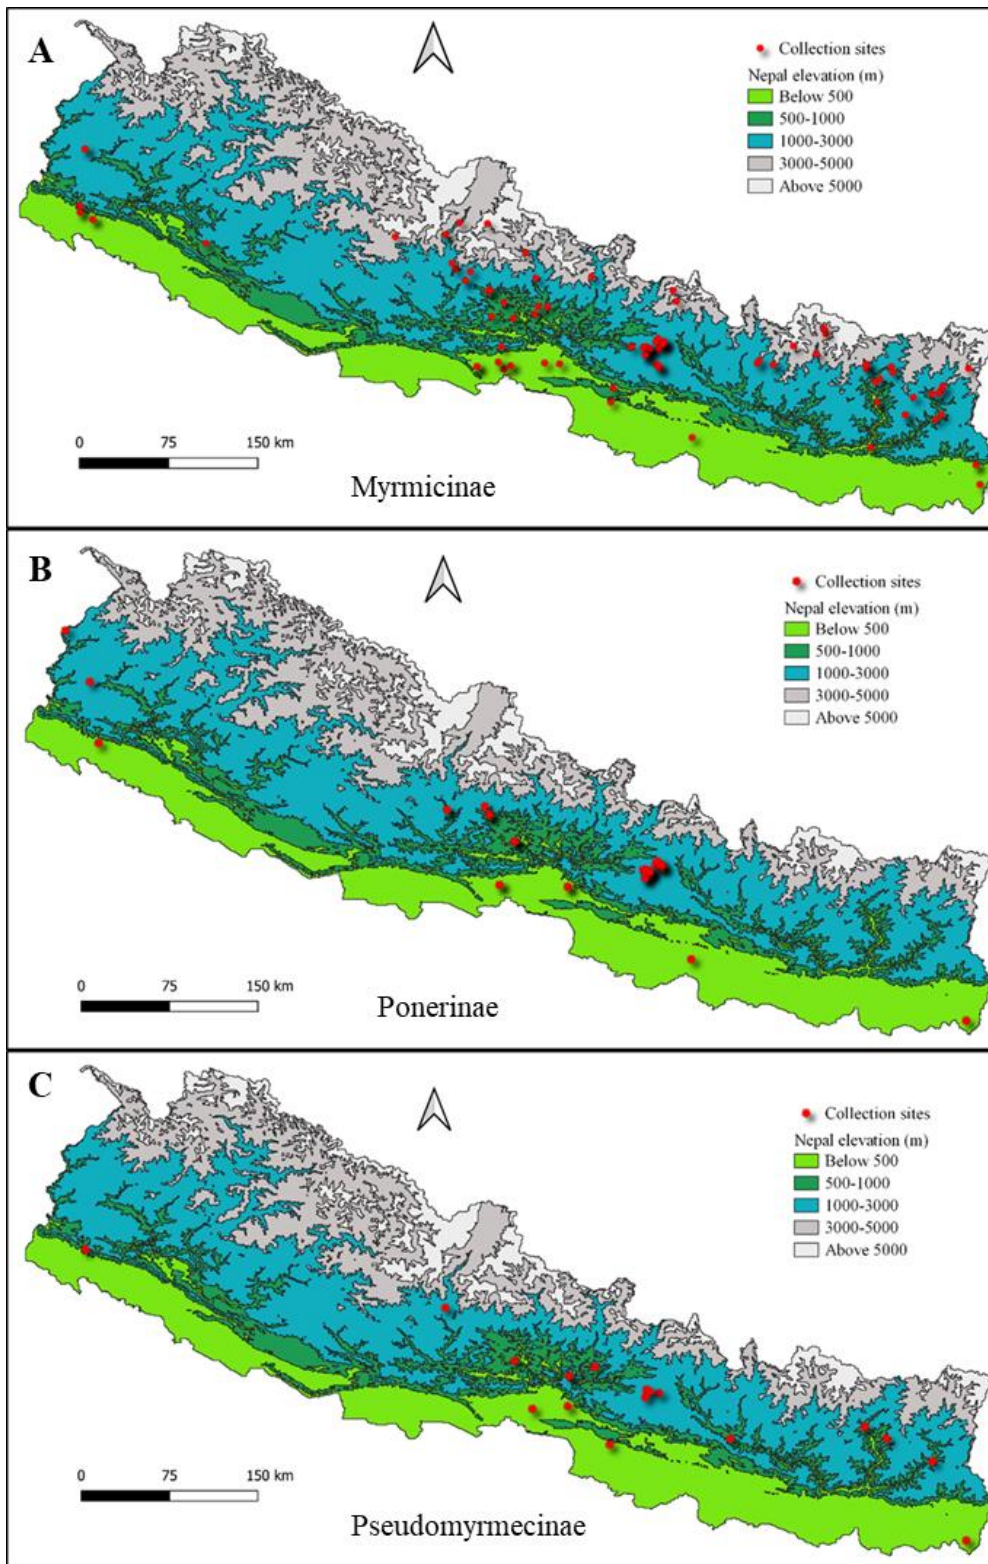 A
Collection sites
Nepal elevation (m)
Below 500
500-1000
1000-3000
3000-5000
Above 5000
0 75 150 km
Myrmicinae
B
Collection sites
Nepal elevation (m)
Below 500
500-1000
1000-3000
3000-5000
Above 5000
0 75 150 km
Ponerinae
C
Collection sites
Nepal elevation (m)
Below 500
500-1000
1000-3000
3000-5000
Above 5000
0 75 150 km
Pseudomyrmecinae